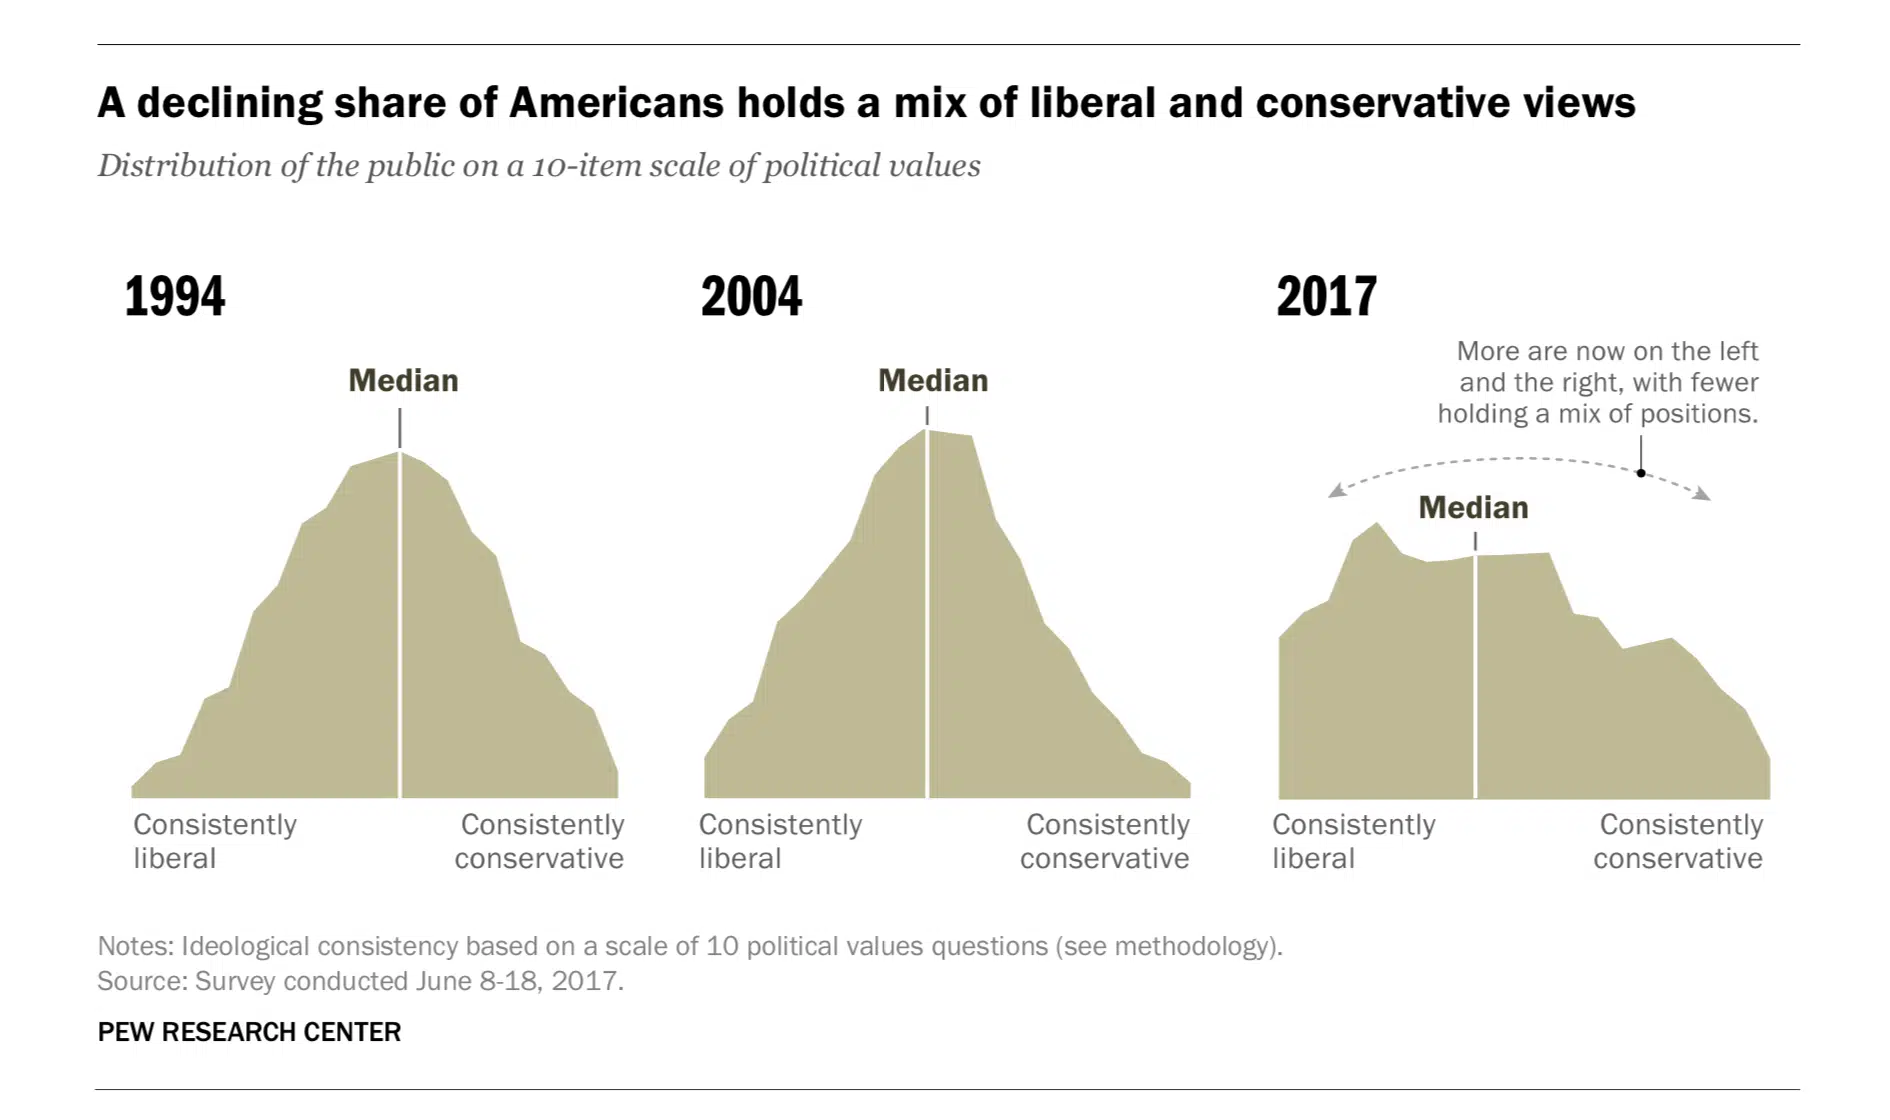 A declining share of Americans holds a mix of liberal and conservative views
Distribution of the public on a 10-item scale of political values
1994
Median
Consistently
liberal
Consistently
conservative
2004
Median
Consistently
liberal
Consistently
conservative
2017
More are now on the left
and the right, with fewer
holding a mix of positions.
Median
Consistently
liberal
Consistently
conservative
Notes: Ideological consistency based on a scale of 10 political values questions (see methodology).
Source: Survey conducted June 8-18, 2017.
PEW RESEARCH CENTER